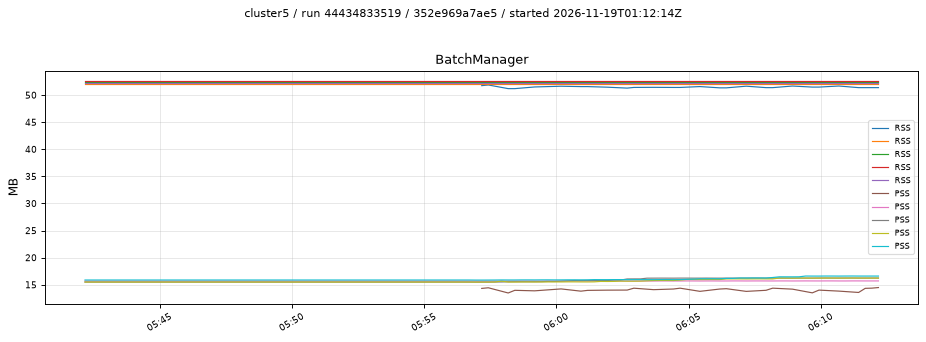 cluster5 / run 44434833519 / 352e969a7ae5 / started 2026-11-19T01:12:14Z
BatchManager
MB
50
45
40
35
30
25
20
15
05:45
05:50
05:55
06:00
06:05
06:10
RSS
RSS
RSS
RSS
RSS
PSS
PSS
PSS
PSS
PSS